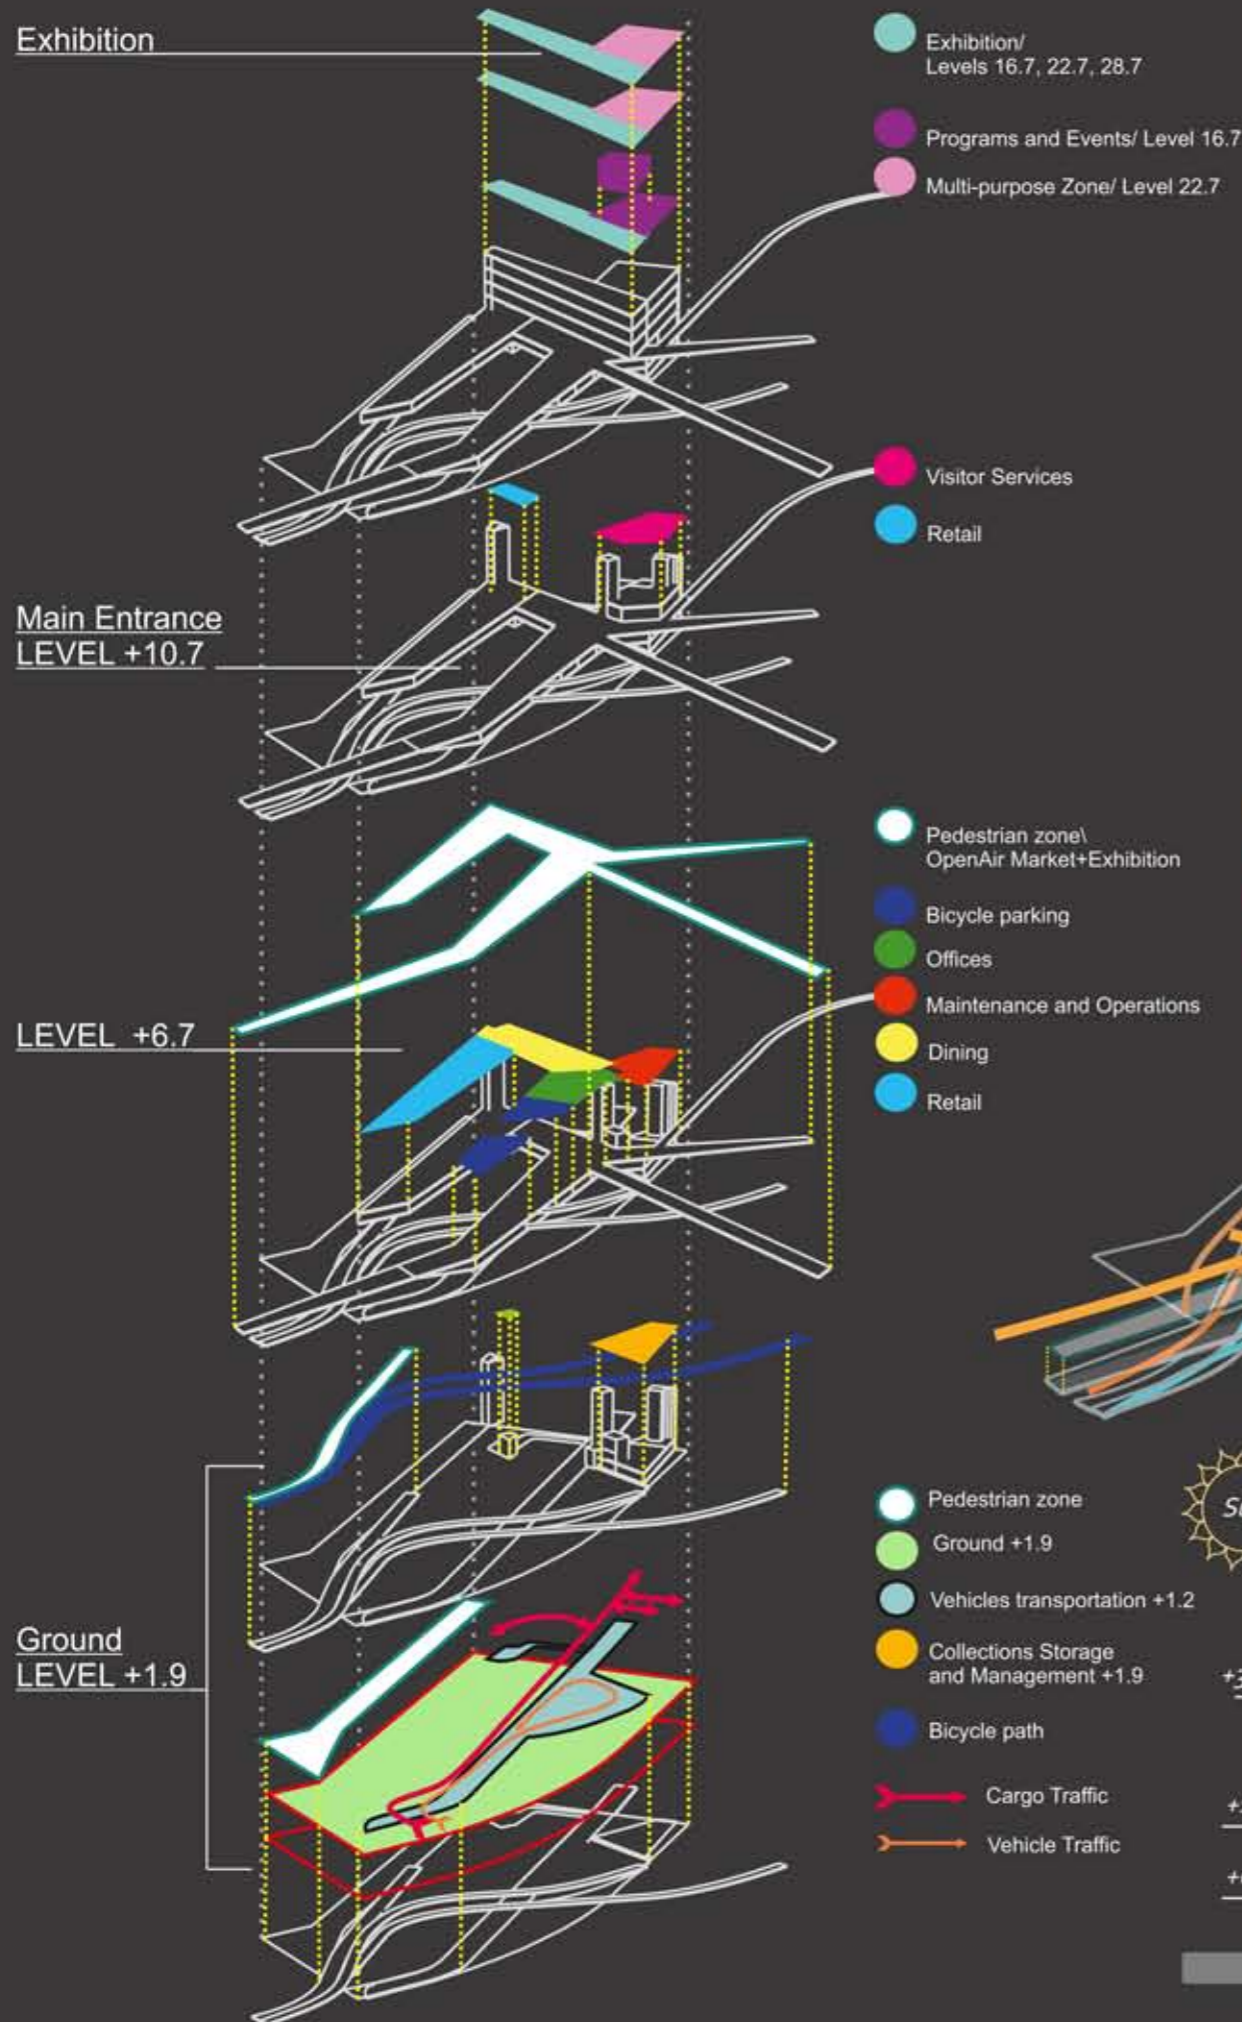 Exhibition
Exhibition/
Levels 16.7, 22.7, 28.7
Programs and Events/ Level 16.7
Multi-purpose Zone/ Level 22.7
Visitor Services
Retail
Main Entrance
LEVEL +10.7
Pedestrian zone\
OpenAir Market+Exhibition
Bicycle parking
Offices
Maintenance and Operations
Dining
Retail
LEVEL +6.7
Pedestrian zone
Ground +1.9
Vehicles transportation +1.2
Collections Storage
and Management +1.9
Bicycle path
Cargo Traffic
Vehicle Traffic
Ground
LEVEL +1.9